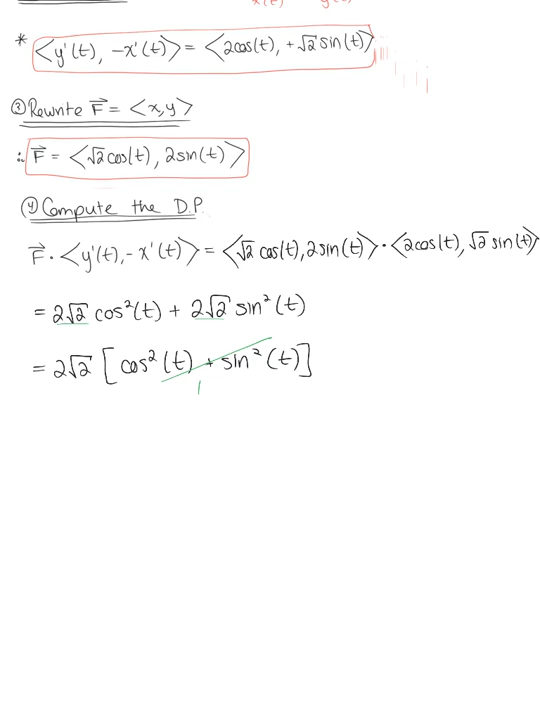 * <y'(t), -x'(t)> = <2cos(t), +√2 sin(t)>
③ Rewrite F⃗ = <x,y>
∴ F⃗ = <√2 cos(t), 2sin(t)>
④ Compute the D.P.
F⃗ · <y'(t), -x'(t)> = <√2 cos(t), 2sin(t)> · <2cos(t), √2 sin(t)>
= 2√2 cos²(t) + 2√2 sin²(t)
= 2√2 [cos²(t) + sin²(t)]
1